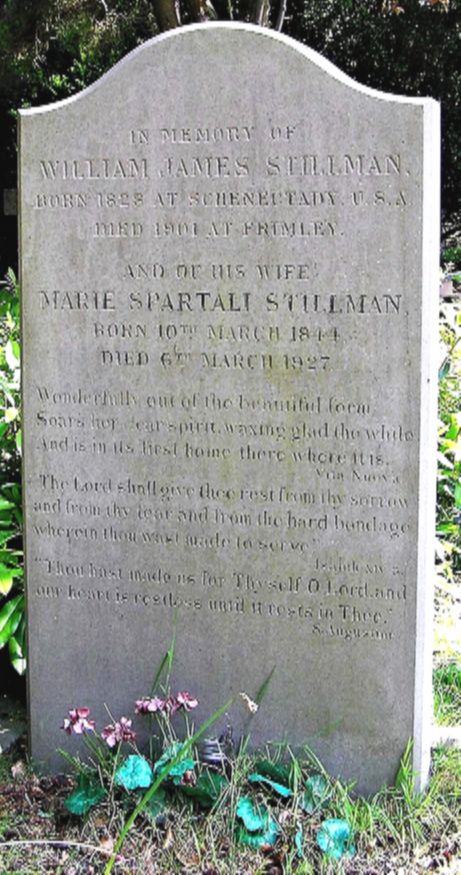 IN MEMORY OF
WILLIAM JAMES STILLMAN,
BORN 1828 AT SCHENECTADY, U.S.A
DIED 1901 AT FRIMLEY.
AND OF HIS WIFE
MARIE SPARTALI STILLMAN,
BORN 10TH MARCH 1844
DIED 6TH MARCH 1927
Wonderfully out of the beautiful form
Soars her clear spirit, waxing glad the while
And is in its first home there where it is.
Vita Nuova
"The Lord shall give thee rest from thy sorrow
and from thy fear and from the hard bondage
wherein thou wast made to serve"
Isaiah xiv 3.
"Thou hast made us for Thyself O Lord, and
our heart is restless until it rests in Thee."
S. Augustine